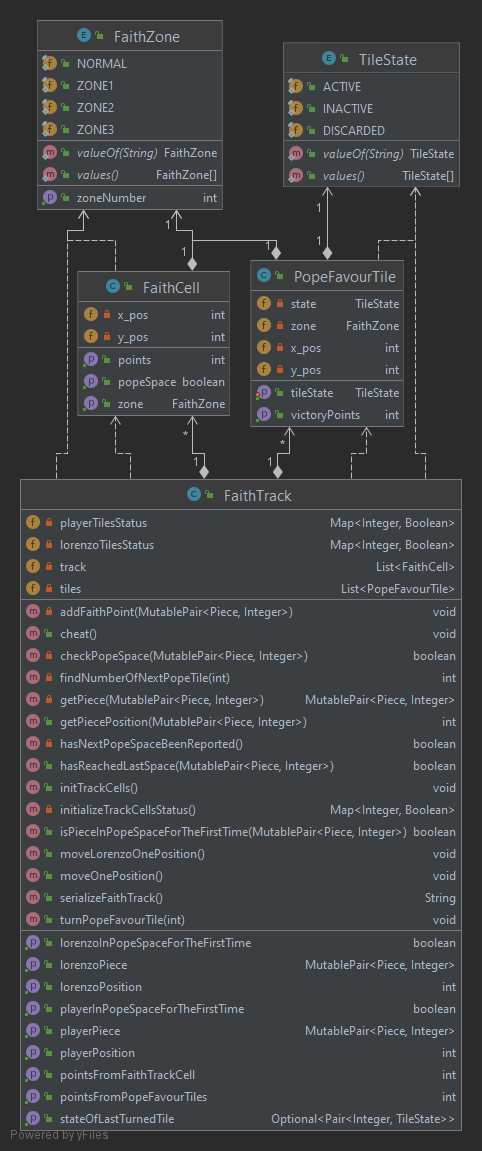 FaithZone
NORMAL
ZONE1
ZONE2
ZONE3
valueOf(String) FaithZone
values() FaithZone[]
zoneNumber int
TileState
ACTIVE
INACTIVE
DISCARDED
valueOf(String) TileState
values() TileState[]
1
1
1
1
1
1
FaithCell
x_pos int
y_pos int
points int
popeSpace boolean
zone FaithZone
PopeFavourTile
state TileState
zone FaithZone
x_pos int
y_pos int
tileState TileState
victoryPoints int
*
*
1
1
FaithTrack
playerTilesStatus Map<Integer, Boolean>
lorenzoTilesStatus Map<Integer, Boolean>
track List<FaithCell>
tiles List<PopeFavourTile>
addFaithPoint(MutablePair<Piece, Integer>) void
cheat() void
checkPopeSpace(MutablePair<Piece, Integer>) boolean
findNumberOfNextPopeTile(int) int
getPiece(MutablePair<Piece, Integer>) MutablePair<Piece, Integer>
getPiecePosition(MutablePair<Piece, Integer>) int
hasNextPopeSpaceBeenReported() boolean
hasReachedLastSpace(MutablePair<Piece, Integer>) boolean
initTrackCells() void
initializeTrackCellsStatus() Map<Integer, Boolean>
isPieceInPopeSpaceForTheFirstTime(MutablePair<Piece, Integer>) boolean
moveLorenzoOnePosition() void
moveOnePosition() void
serializeFaithTrack() String
turnPopeFavourTile(int) void
lorenzoInPopeSpaceForTheFirstTime boolean
lorenzoPiece MutablePair<Piece, Integer>
lorenzoPosition int
playerInPopeSpaceForTheFirstTime boolean
playerPiece MutablePair<Piece, Integer>
playerPosition int
pointsFromFaithTrackCell int
pointsFromPopeFavourTiles int
stateOfLastTurnedTile Optional<Pair<Integer, TileState>>
Powered by yFiles